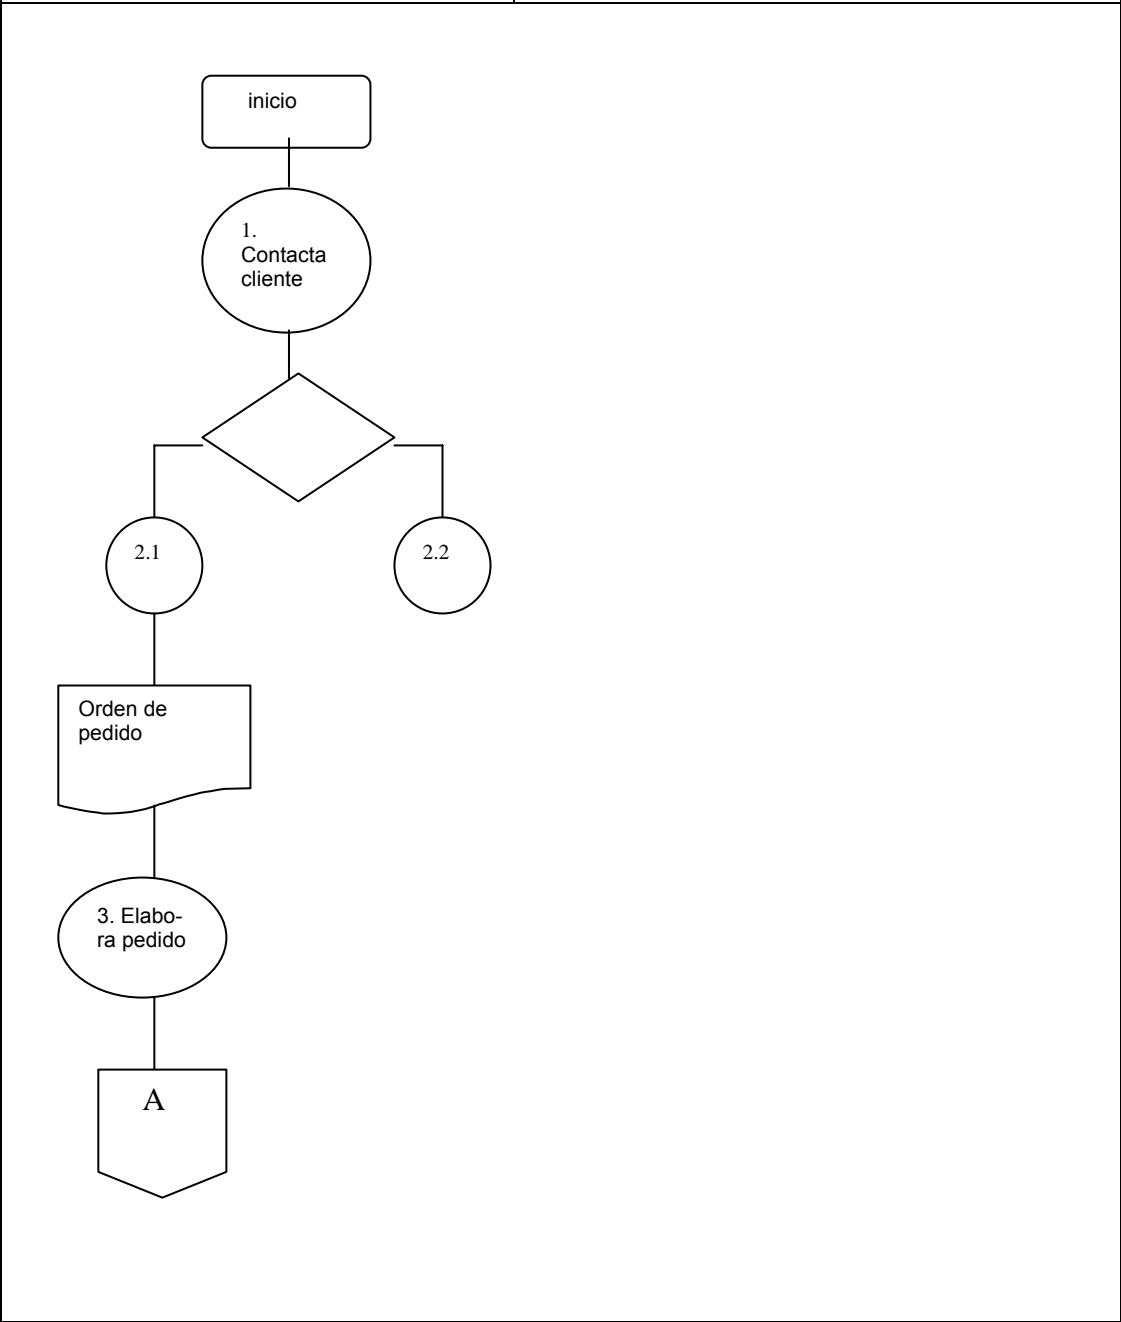 inicio
1.
Contacta
cliente
2.1
2.2
Orden de
pedido
3. Elabo-
ra pedido
A